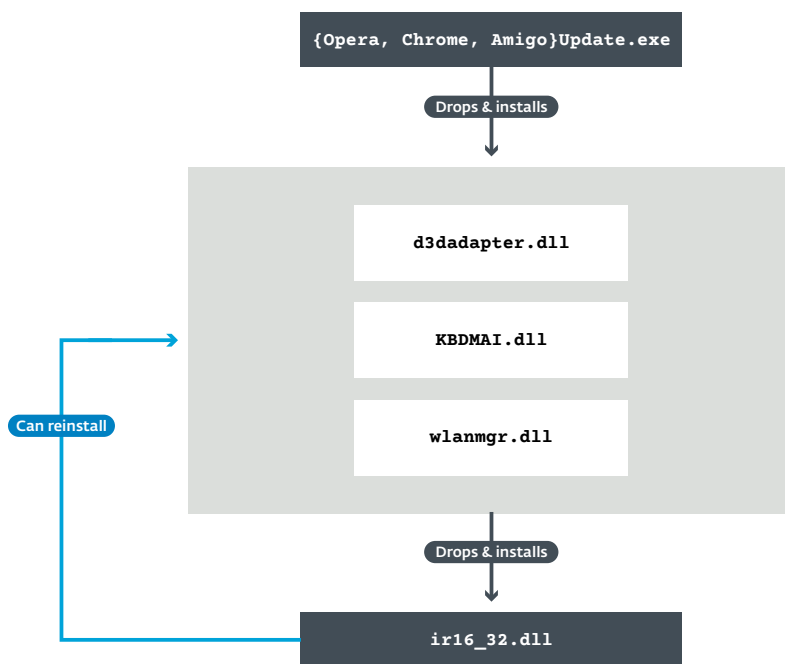 {Opera, Chrome, Amigo}Update.exe
Drops & installs
d3dadapter.dll
KBDMAI.dll
wlanmgr.dll
Can reinstall
Drops & installs
ir16_32.dll